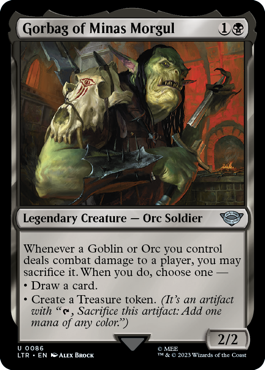 Gorbag of Minas Morgul 1
Legendary Creature — Orc Soldier
Whenever a Goblin or Orc you control
deals combat damage to a player, you may
sacrifice it. When you do, choose one —
• Draw a card.
• Create a Treasure token. (It's an artifact
with “{T}, Sacrifice this artifact: Add one
mana of any color.”)
2/2
U 0086
LTR • EN ALEX BROCK
© MEE
™ & © 2023 Wizards of the Coast